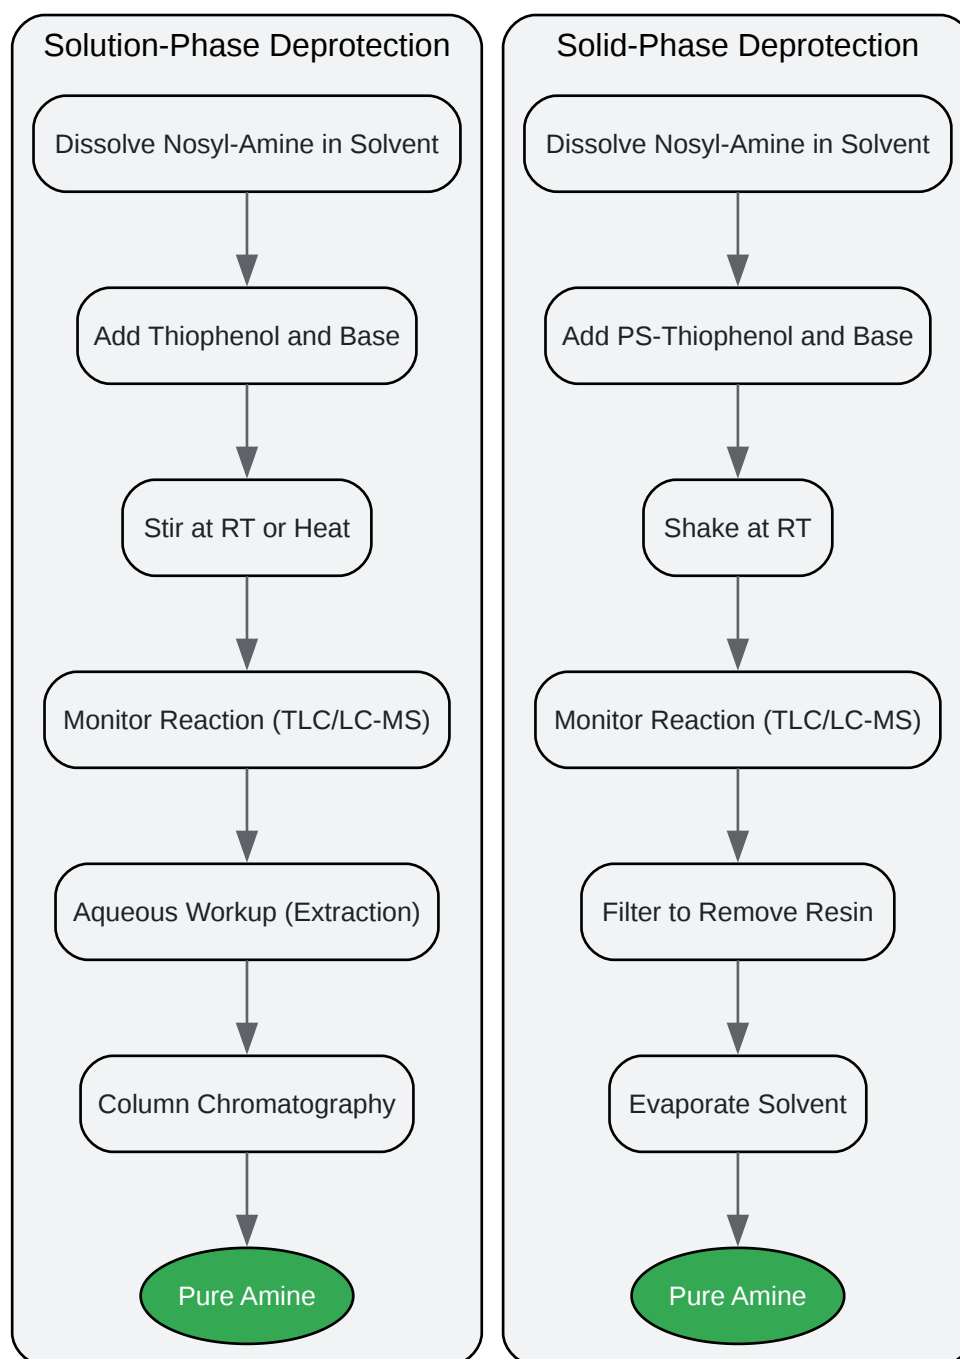 Solution-Phase Deprotection
Dissolve Nosyl-Amine in Solvent
Add Thiophenol and Base
Stir at RT or Heat
Monitor Reaction (TLC/LC-MS)
Aqueous Workup (Extraction)
Column Chromatography
Pure Amine
Solid-Phase Deprotection
Dissolve Nosyl-Amine in Solvent
Add PS-Thiophenol and Base
Shake at RT
Monitor Reaction (TLC/LC-MS)
Filter to Remove Resin
Evaporate Solvent
Pure Amine